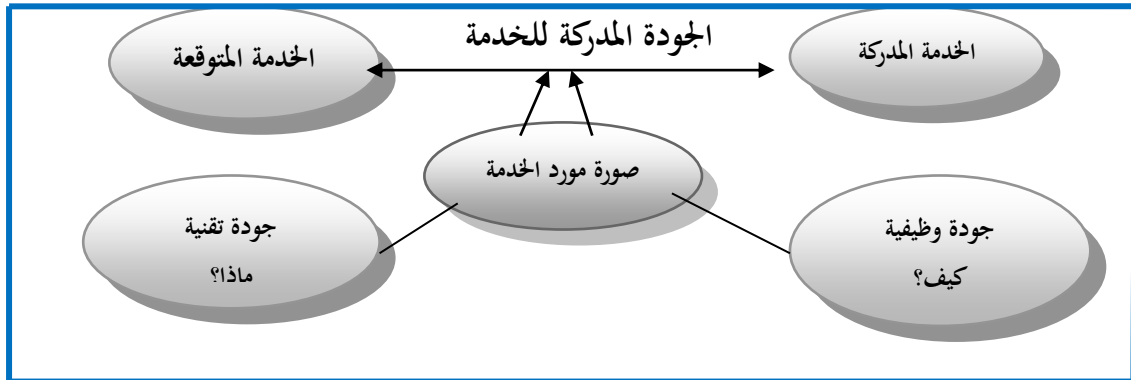 الجودة المدركة للخدمة
الخدمة المدركة
الخدمة المتوقعة
صورة مورد الخدمة
جودة وظيفية
كيف؟
جودة تقنية
ماذا؟